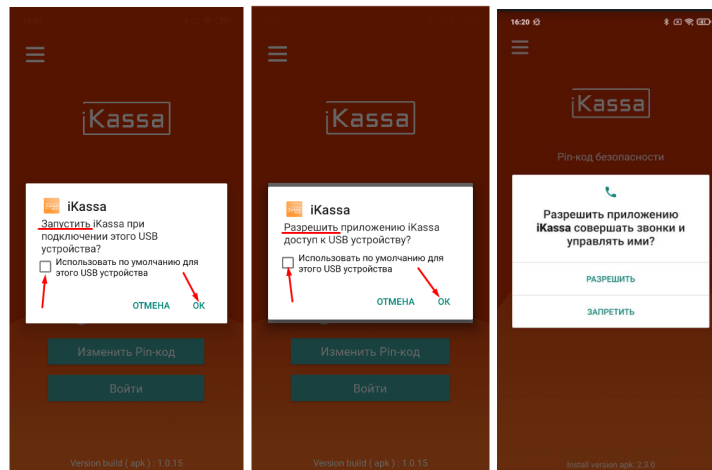 iKassa
iKassa
Запустить iKassa при
подключении этого USB
устройства?
Использовать по умолчанию для
этого USB устройства
ОТМЕНА ОК
Изменить Pin-код
Войти
Version build ( apk ) : 1.0.15
iKassa
iKassa
Разрешить приложению iKassa
доступ к USB устройству?
Использовать по умолчанию для
этого USB устройства
ОТМЕНА ОК
Изменить Pin-код
Войти
Version build ( apk ) : 1.0.15
16:20
iKassa
Pin-код безопасности
Разрешить приложению
iKassa совершать звонки и
управлять ими?
РАЗРЕШИТЬ
ЗАПРЕТИТЬ
Install version apk: 2.3.0